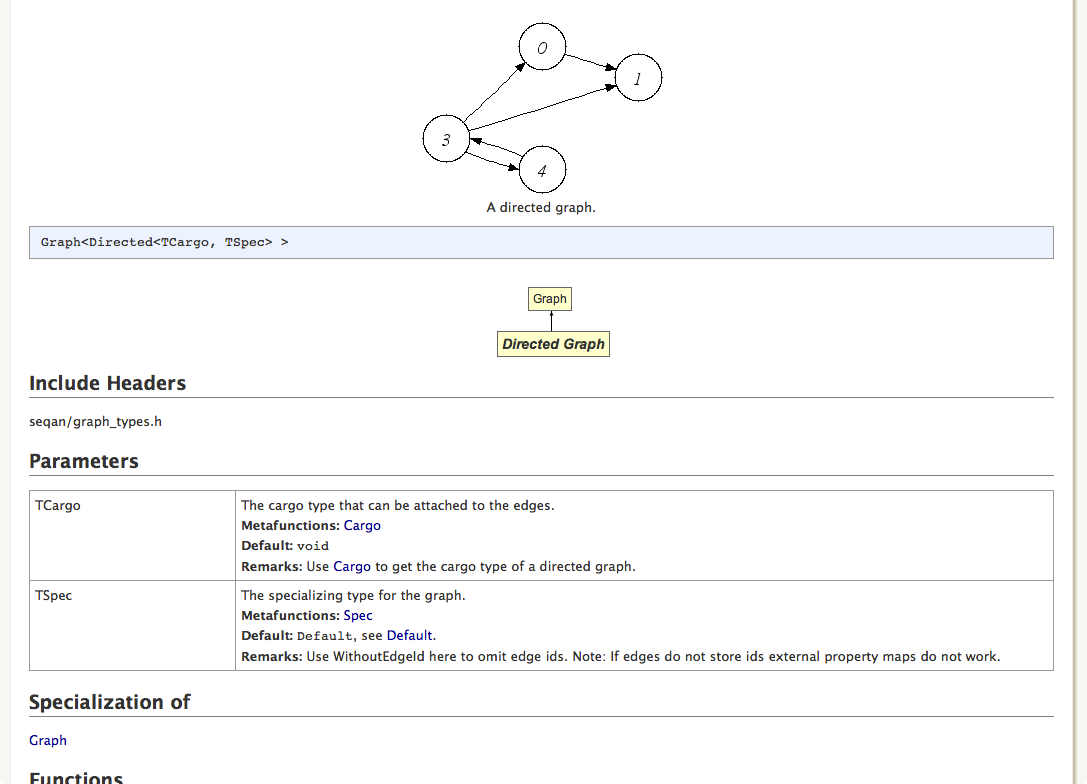 0
1
3
4
A directed graph.
Graph<Directed<TCargo, TSpec> >
Graph
Directed Graph
Include Headers
seqan/graph_types.h
Parameters
TCargo
The cargo type that can be attached to the edges.
Metafunctions: Cargo
Default: void
Remarks: Use Cargo to get the cargo type of a directed graph.
TSpec
The specializing type for the graph.
Metafunctions: Spec
Default: Default, see Default.
Remarks: Use WithoutEdgeId here to omit edge ids. Note: If edges do not store ids external property maps do not work.
Specialization of
Graph
Functions